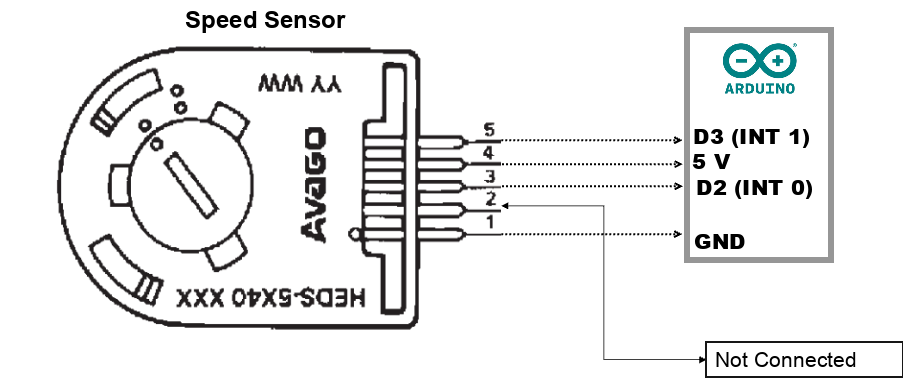 Speed Sensor
YY WW
AVAGO
HEDS-5X40 XXX
5
4
3
2
1
ARDUINO
D3 (INT 1)
5 V
D2 (INT 0)
GND
Not Connected